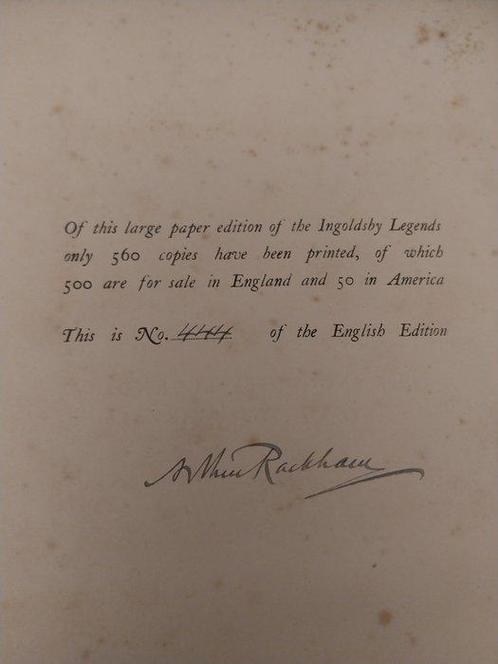 Of this large paper edition of the Ingoldsby Legends
only 560 copies have been printed, of which
500 are for sale in England and 50 in America
This is No. 444 of the English Edition
Arthur Rackham